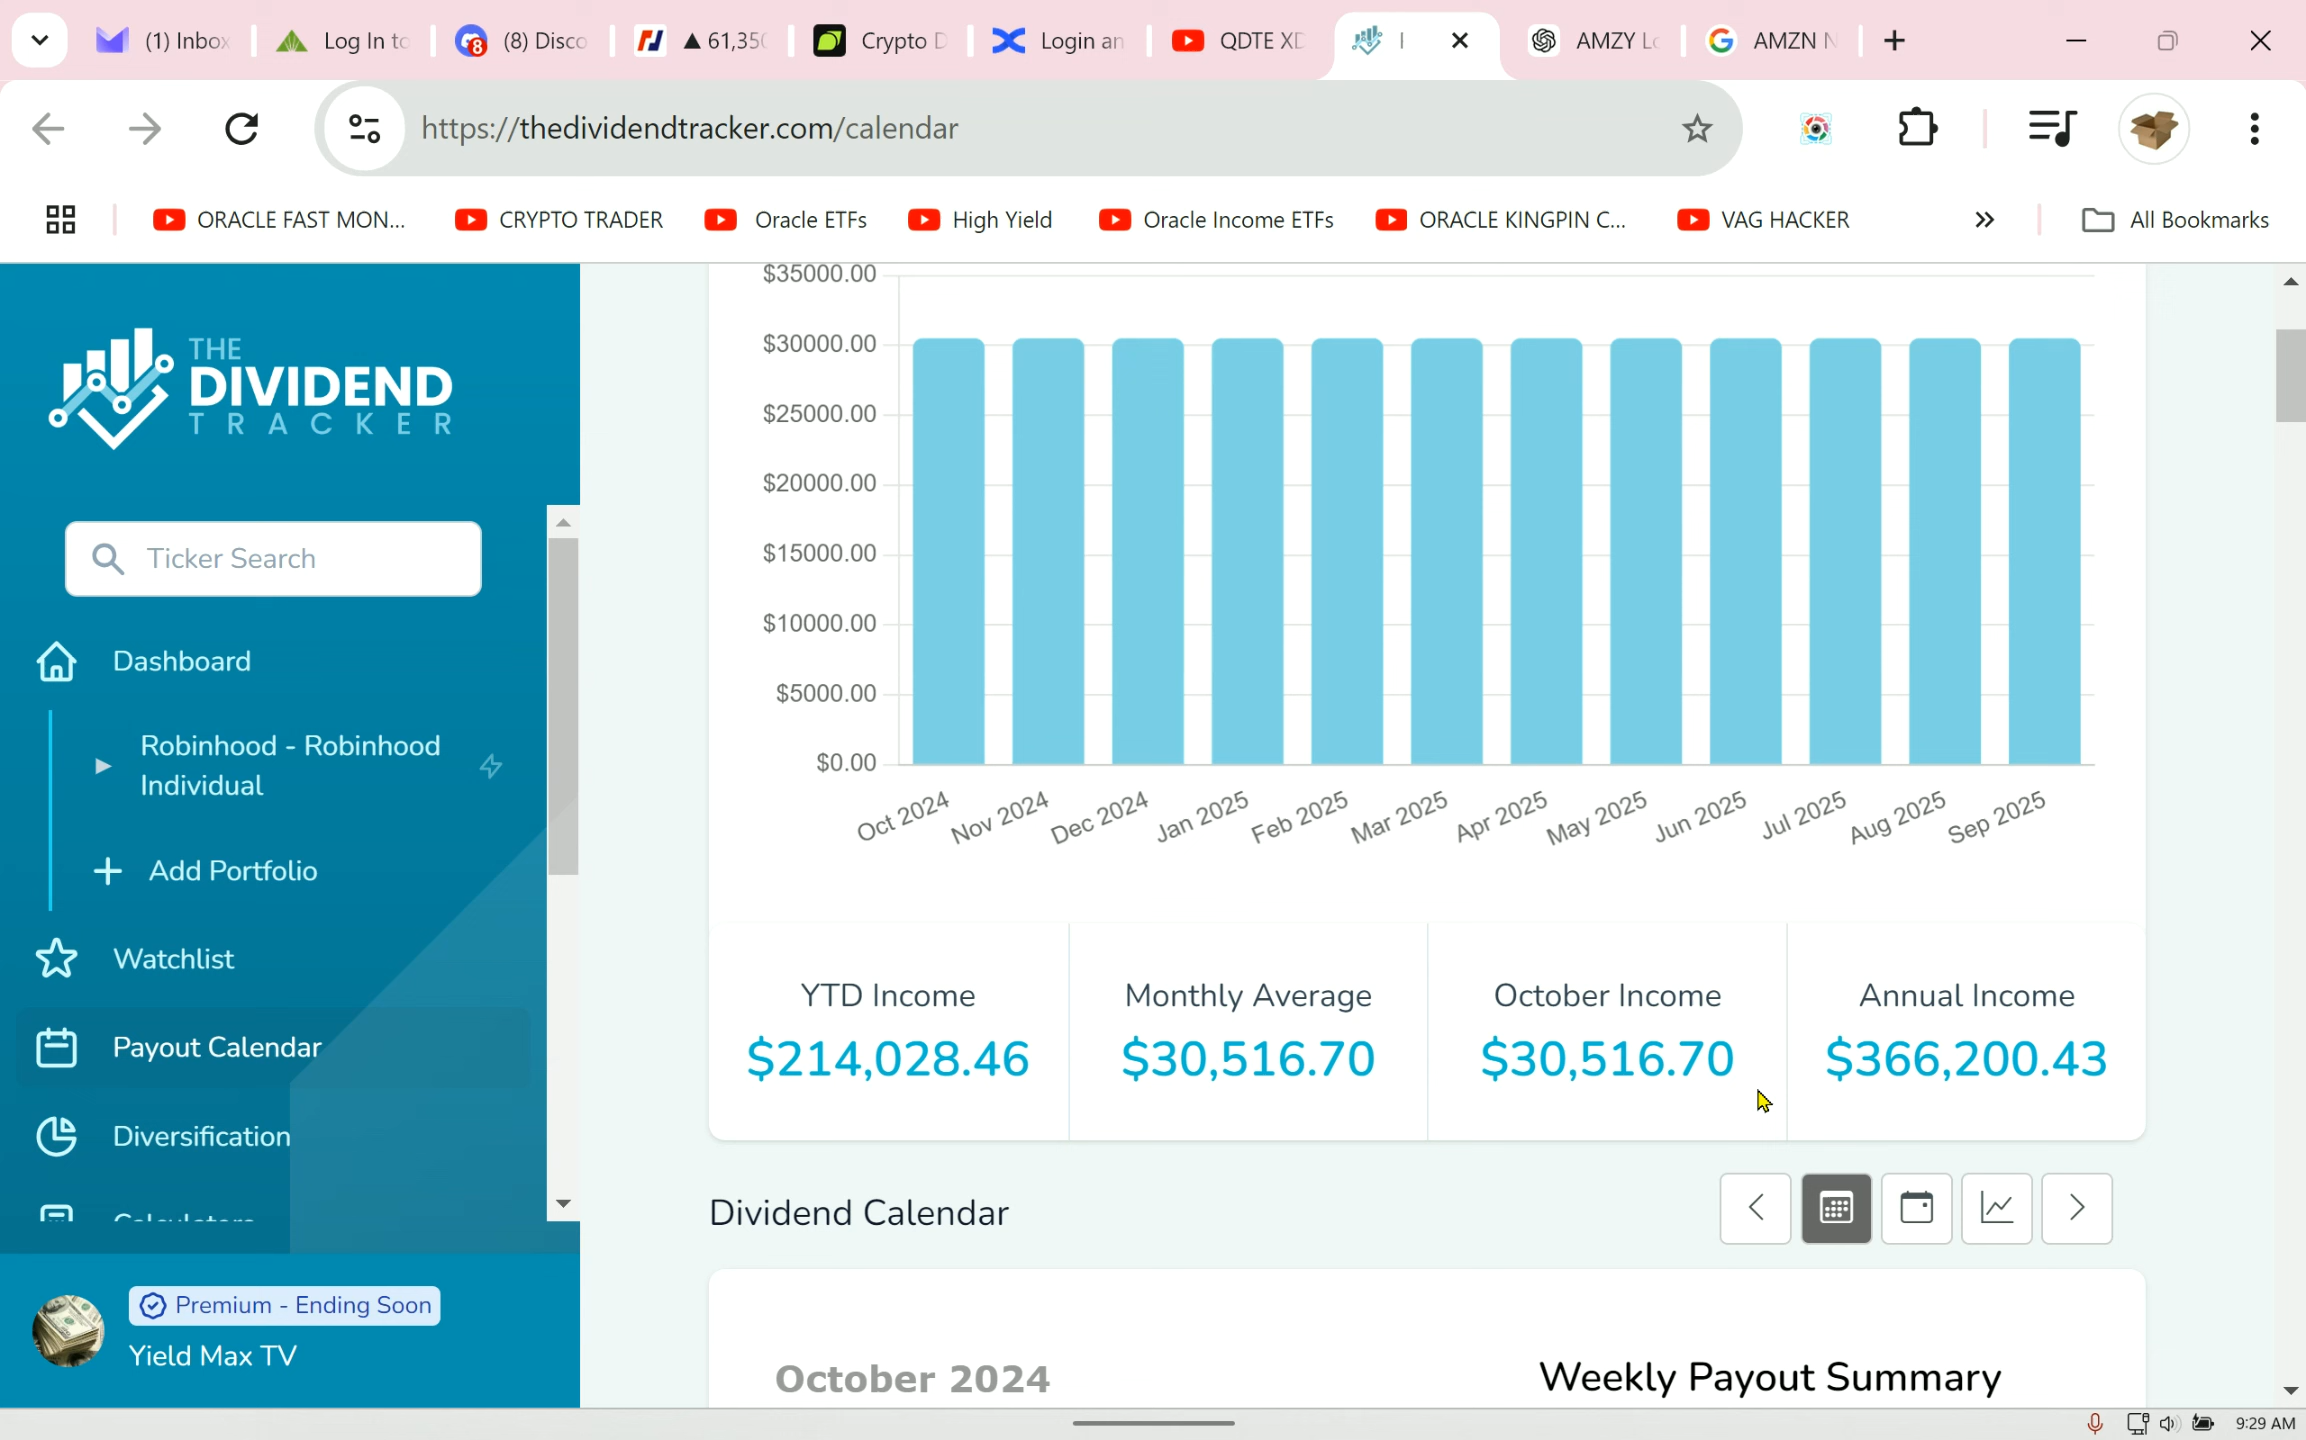 (1) Inbox
Log In to
(8) Disco
▲ 61,350
Crypto D
Login an
QDTE XD
AMZY Lo
AMZN N
https://thedividendtracker.com/calendar
ORACLE FAST MON...
CRYPTO TRADER
Oracle ETFs
High Yield
Oracle Income ETFs
ORACLE KINGPIN C...
VAG HACKER
All Bookmarks
THE
DIVIDEND
TRACKER
Ticker Search
Dashboard
Robinhood - Robinhood
Individual
Add Portfolio
Watchlist
Payout Calendar
Diversification
Premium - Ending Soon
Yield Max TV
$35000.00
$30000.00
$25000.00
$20000.00
$15000.00
$10000.00
$5000.00
$0.00
Oct 2024
Nov 2024
Dec 2024
Jan 2025
Feb 2025
Mar 2025
Apr 2025
May 2025
Jun 2025
Jul 2025
Aug 2025
Sep 2025
YTD Income
$214,028.46
Monthly Average
$30,516.70
October Income
$30,516.70
Annual Income
$366,200.43
Dividend Calendar
October 2024
Weekly Payout Summary
9:29 AM